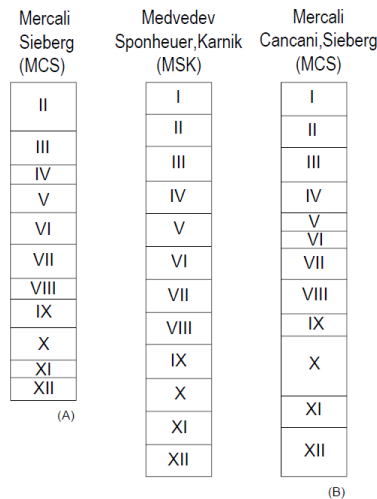 Mercali
Sieberg
(MCS)
II
III
IV
V
VI
VII
VIII
IX
X
XI
XII
(A)
Medvedev
Sponheuer,Karnik
(MSK)
I
II
III
IV
V
VI
VII
VIII
IX
X
XI
XII
Mercali
Cancani,Sieberg
(MCS)
I
II
III
IV
V
VI
VII
VIII
IX
X
XI
XII
(B)